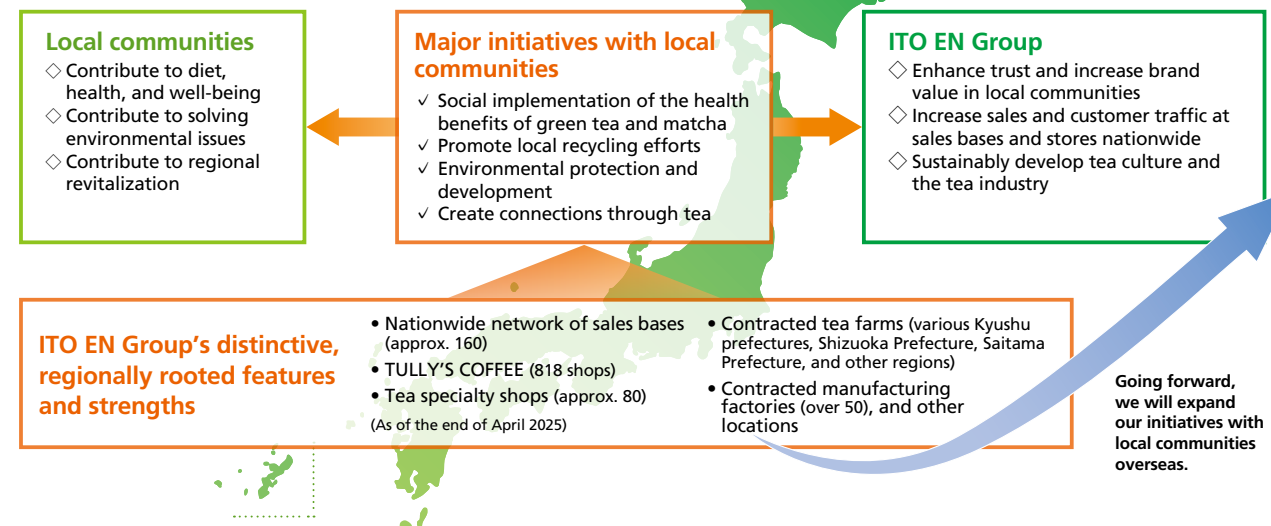 Local communities
◇ Contribute to diet,
health, and well-being
◇ Contribute to solving
environmental issues
◇ Contribute to regional
revitalization
Major initiatives with local
communities
✓ Social implementation of the health
benefits of green tea and matcha
✓ Promote local recycling efforts
✓ Environmental protection and
development
✓ Create connections through tea
ITO EN Group
◇ Enhance trust and increase brand
value in local communities
◇ Increase sales and customer traffic at
sales bases and stores nationwide
◇ Sustainably develop tea culture and
the tea industry
ITO EN Group's distinctive,
regionally rooted features
and strengths
• Nationwide network of sales bases
(approx. 160)
• TULLY'S COFFEE (818 shops)
• Tea specialty shops (approx. 80)
(As of the end of April 2025)
• Contracted tea farms (various Kyushu
prefectures, Shizuoka Prefecture, Saitama
Prefecture, and other regions)
• Contracted manufacturing
factories (over 50), and other
locations
Going forward,
we will expand
our initiatives with
local communities
overseas.